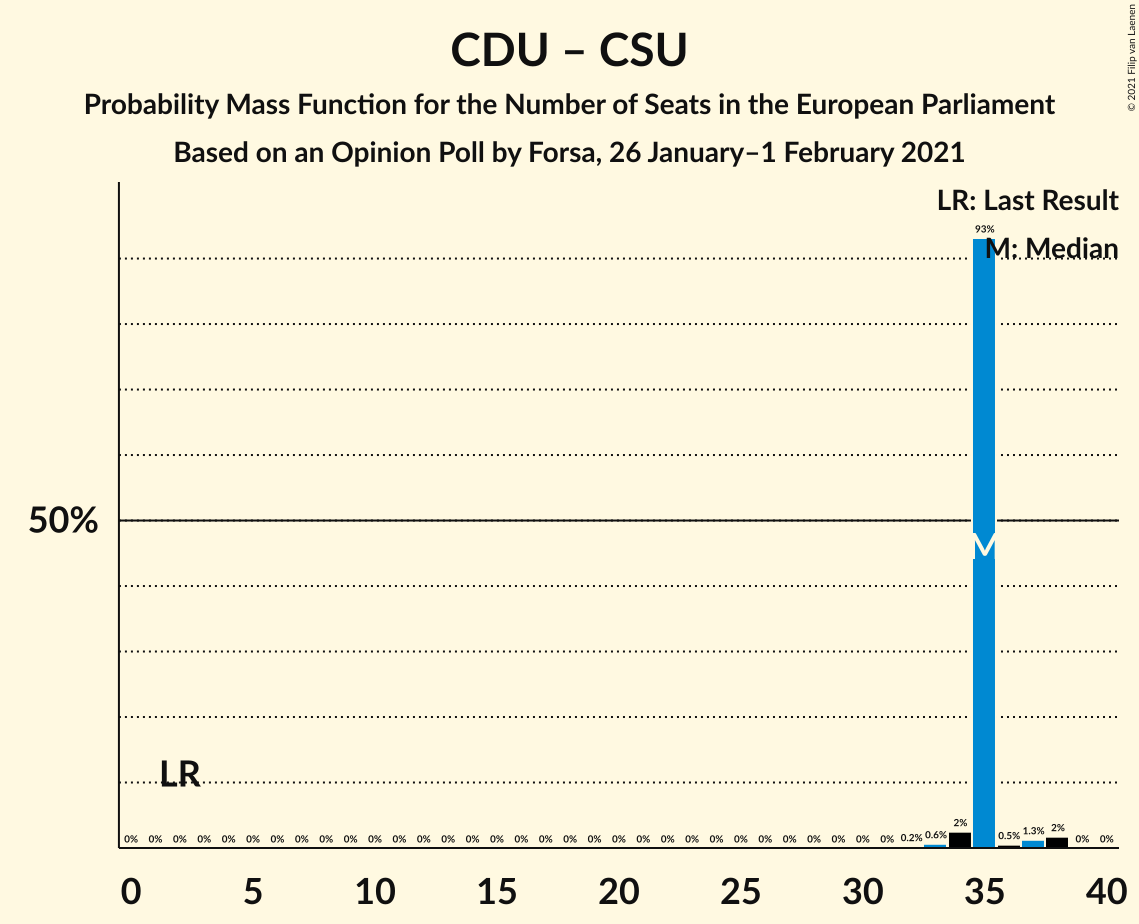 CDU – CSU
Probability Mass Function for the Number of Seats in the European Parliament
Based on an Opinion Poll by Forsa, 26 January–1 February 2021
© 2021 Filip van Laenen
LR: Last Result
M: Median
93%
50%
M
LR
0% 0% 0% 0% 0% 0% 0% 0% 0% 0% 0% 0% 0% 0% 0% 0% 0% 0% 0% 0% 0% 0% 0% 0% 0% 0% 0% 0% 0% 0% 0% 0% 0.2% 0.6% 2% 0.5% 1.3% 2% 0% 0%
0 5 10 15 20 25 30 35 40